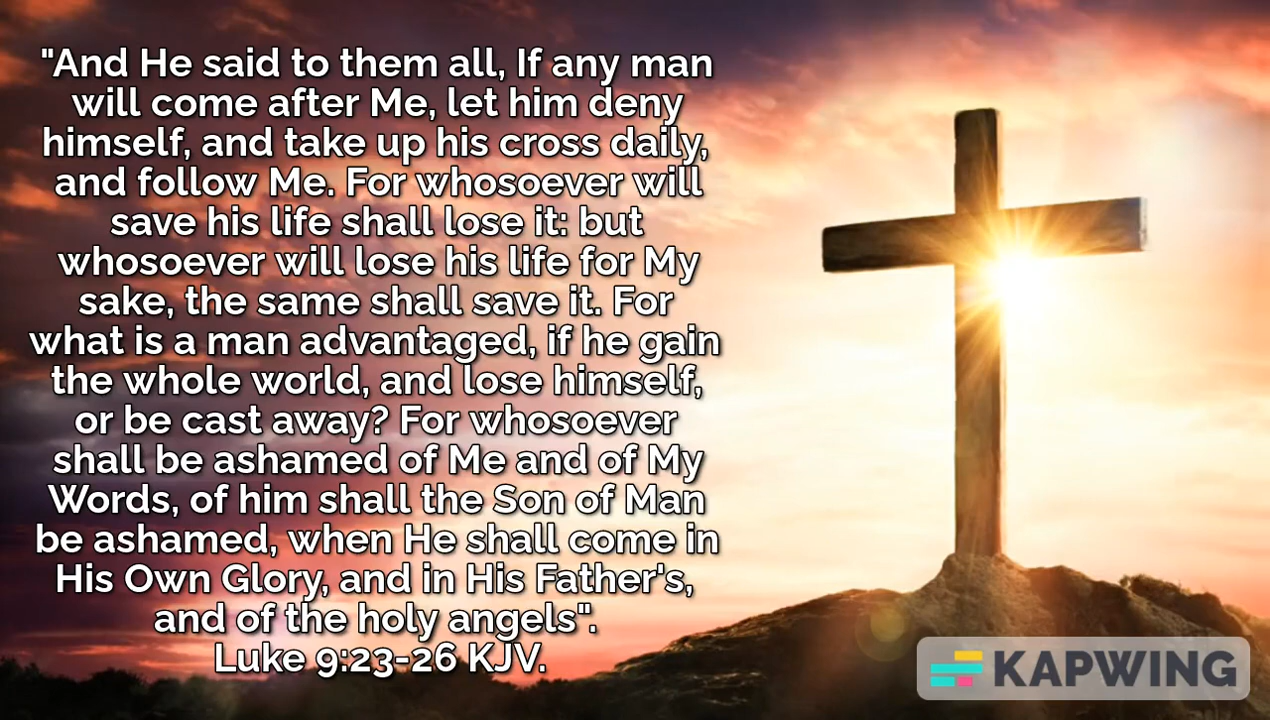 "And He said to them all, If any man
will come after Me, let him deny
himself, and take up his cross daily,
and follow Me. For whosoever will
save his life shall lose it: but
whosoever will lose his life for My
sake, the same shall save it. For
what is a man advantaged, if he gain
the whole world, and lose himself,
or be cast away? For whosoever
shall be ashamed of Me and of My
Words, of him shall the Son of Man
be ashamed, when He shall come in
His Own Glory, and in His Father's,
and of the holy angels".
Luke 9:23-26 KJV.
KAPWING